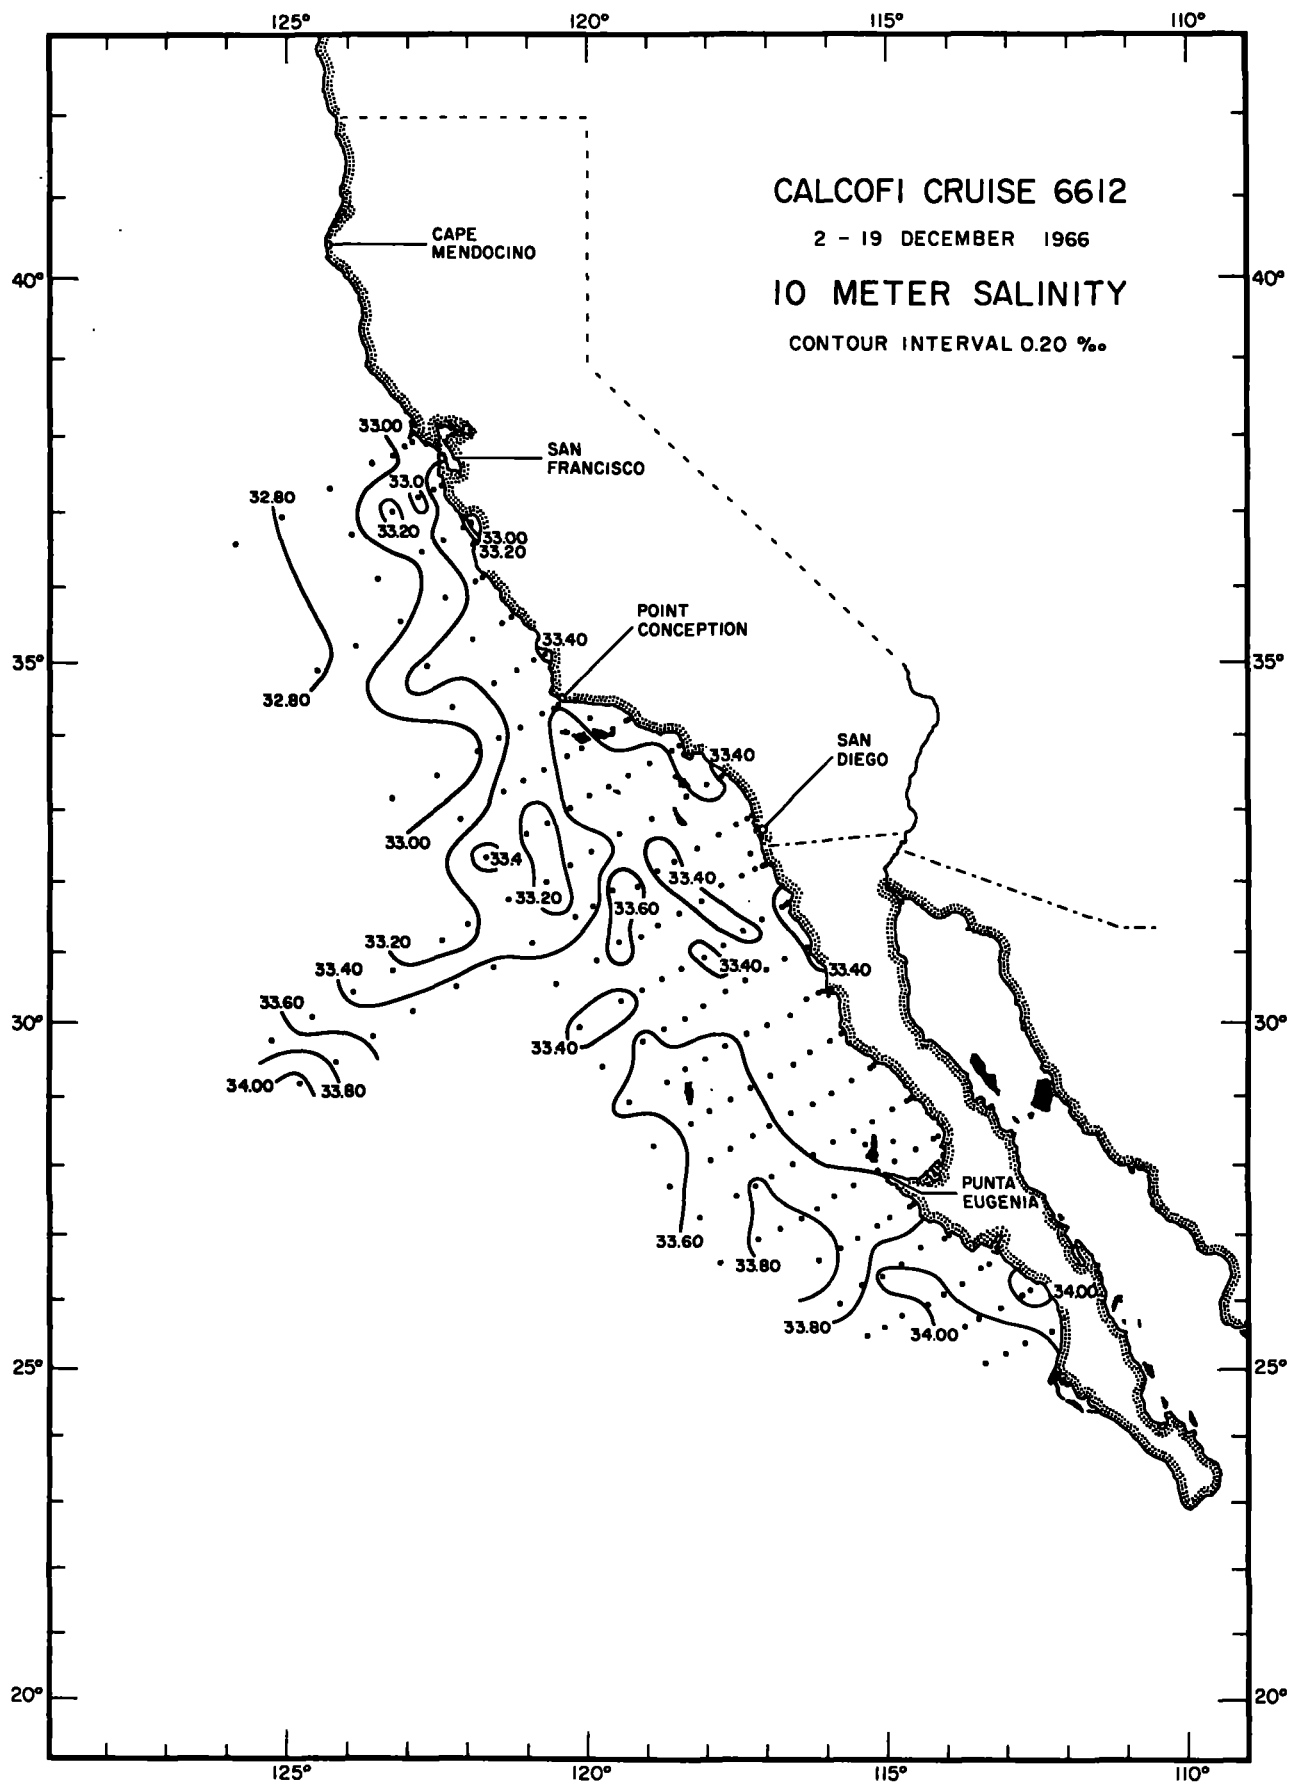 125° 120° 115° 110°
CALCOFI CRUISE 6612
2 - 19 DECEMBER 1966
10 METER SALINITY
CONTOUR INTERVAL 0.20 ‰
CAPE
MENDOCINO
40° 40°
33.00
SAN
FRANCISCO
33.0
32.80
33.20
33.00
33.20
POINT
CONCEPTION
33.40
35° 35°
32.80
SAN
DIEGO
33.40
33.00
33.4
33.40
33.20
33.60
33.20
33.40
33.40
33.40
33.60
30° 30°
33.40
34.00
33.80
PUNTA
EUGENIA
33.60
33.80
34.00
33.80
34.00
25° 25°
20° 20°
125° 120° 115° 110°